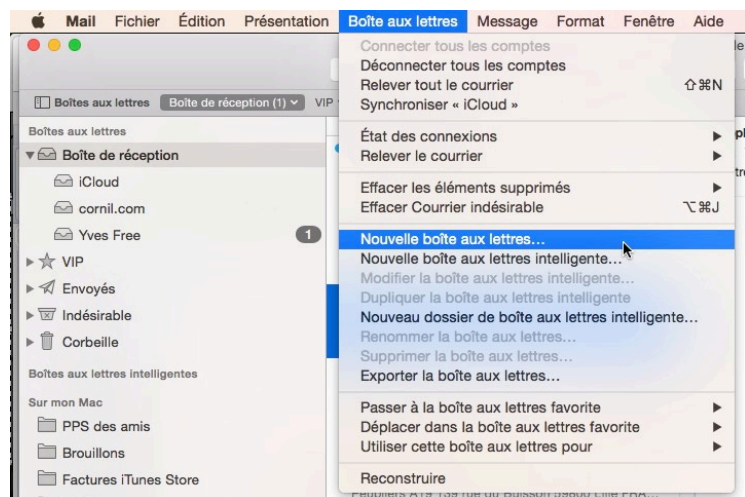 Mail Fichier Édition Présentation Boîte aux lettres Message Format Fenêtre Aide
Boîtes aux lettres Boîte de réception (1) VIP
Boîtes aux lettres
Boîte de réception
iCloud
cornil.com
Yves Free 1
VIP
Envoyés
Indésirable
Corbeille
Boîtes aux lettres intelligentes
Sur mon Mac
PPS des amis
Brouillons
Factures iTunes Store
Connecter tous les comptes
Déconnecter tous les comptes
Relever tout le courrier ⇧⌘N
Synchroniser « iCloud »
État des connexions
Relever le courrier
Effacer les éléments supprimés
Effacer Courrier indésirable ⌥⌘J
Nouvelle boîte aux lettres...
Nouvelle boîte aux lettres intelligente...
Modifier la boîte aux lettres intelligente...
Dupliquer la boîte aux lettres intelligente
Nouveau dossier de boîte aux lettres intelligente...
Renommer la boîte aux lettres...
Supprimer la boîte aux lettres...
Exporter la boîte aux lettres...
Passer à la boîte aux lettres favorite
Déplacer dans la boîte aux lettres favorite
Utiliser cette boîte aux lettres pour
Reconstruire